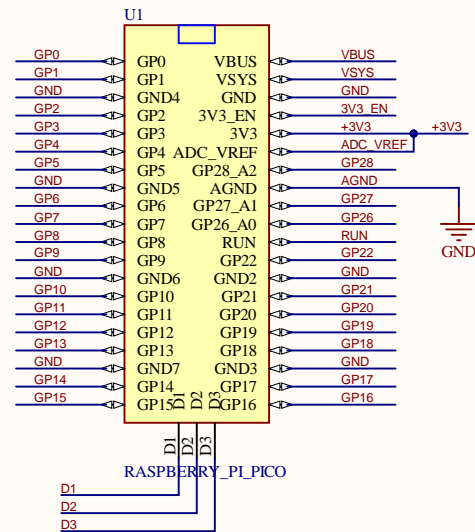 U1
GP0 GP0 VBUS VBUS
GP1 GP1 VSYS VSYS
GND GND4 GND GND
GP2 GP2 3V3_EN 3V3_EN
GP3 GP3 3V3 +3V3 +3V3
GP4 GP4 ADC_VREF ADC_VREF
GP5 GP5 GP28_A2 GP28
GND GND5 AGND AGND
GP6 GP6 GP27_A1 GP27
GP7 GP7 GP26_A0 GP26
GP8 GP8 RUN RUN
GND
GP9 GP9 GP22 GP22
GND GND6 GND2 GND
GP10 GP10 GP21 GP21
GP11 GP11 GP20 GP20
GP12 GP12 GP19 GP19
GP13 GP13 GP18 GP18
GND GND7 GND3 GND
GP14 GP14 GP17 GP17
GP15 GP15 D1 D2 D3 GP16 GP16
D1 D2 D3
RASPBERRY_PI_PICO
D1
D2
D3